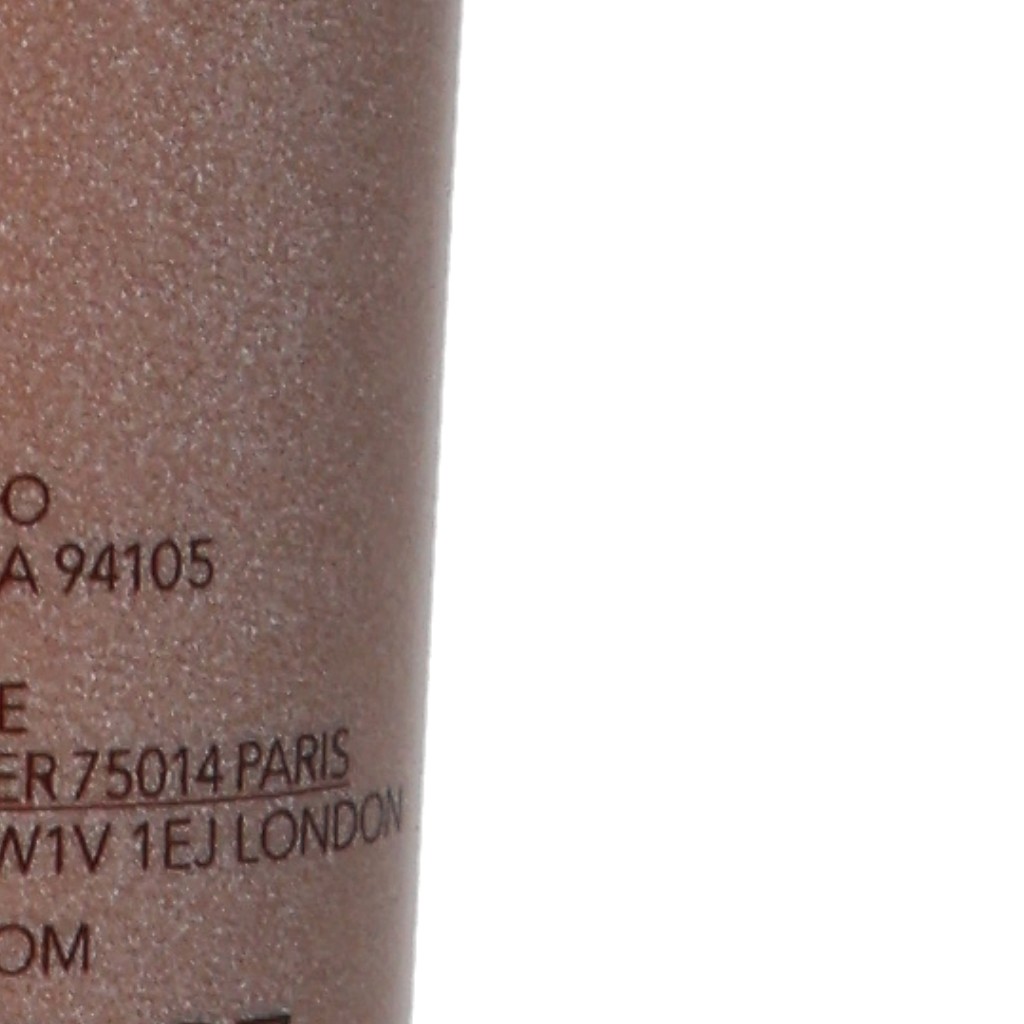 O
A 94105
E
ER 75014 PARIS
W1V 1EJ LONDON
OM